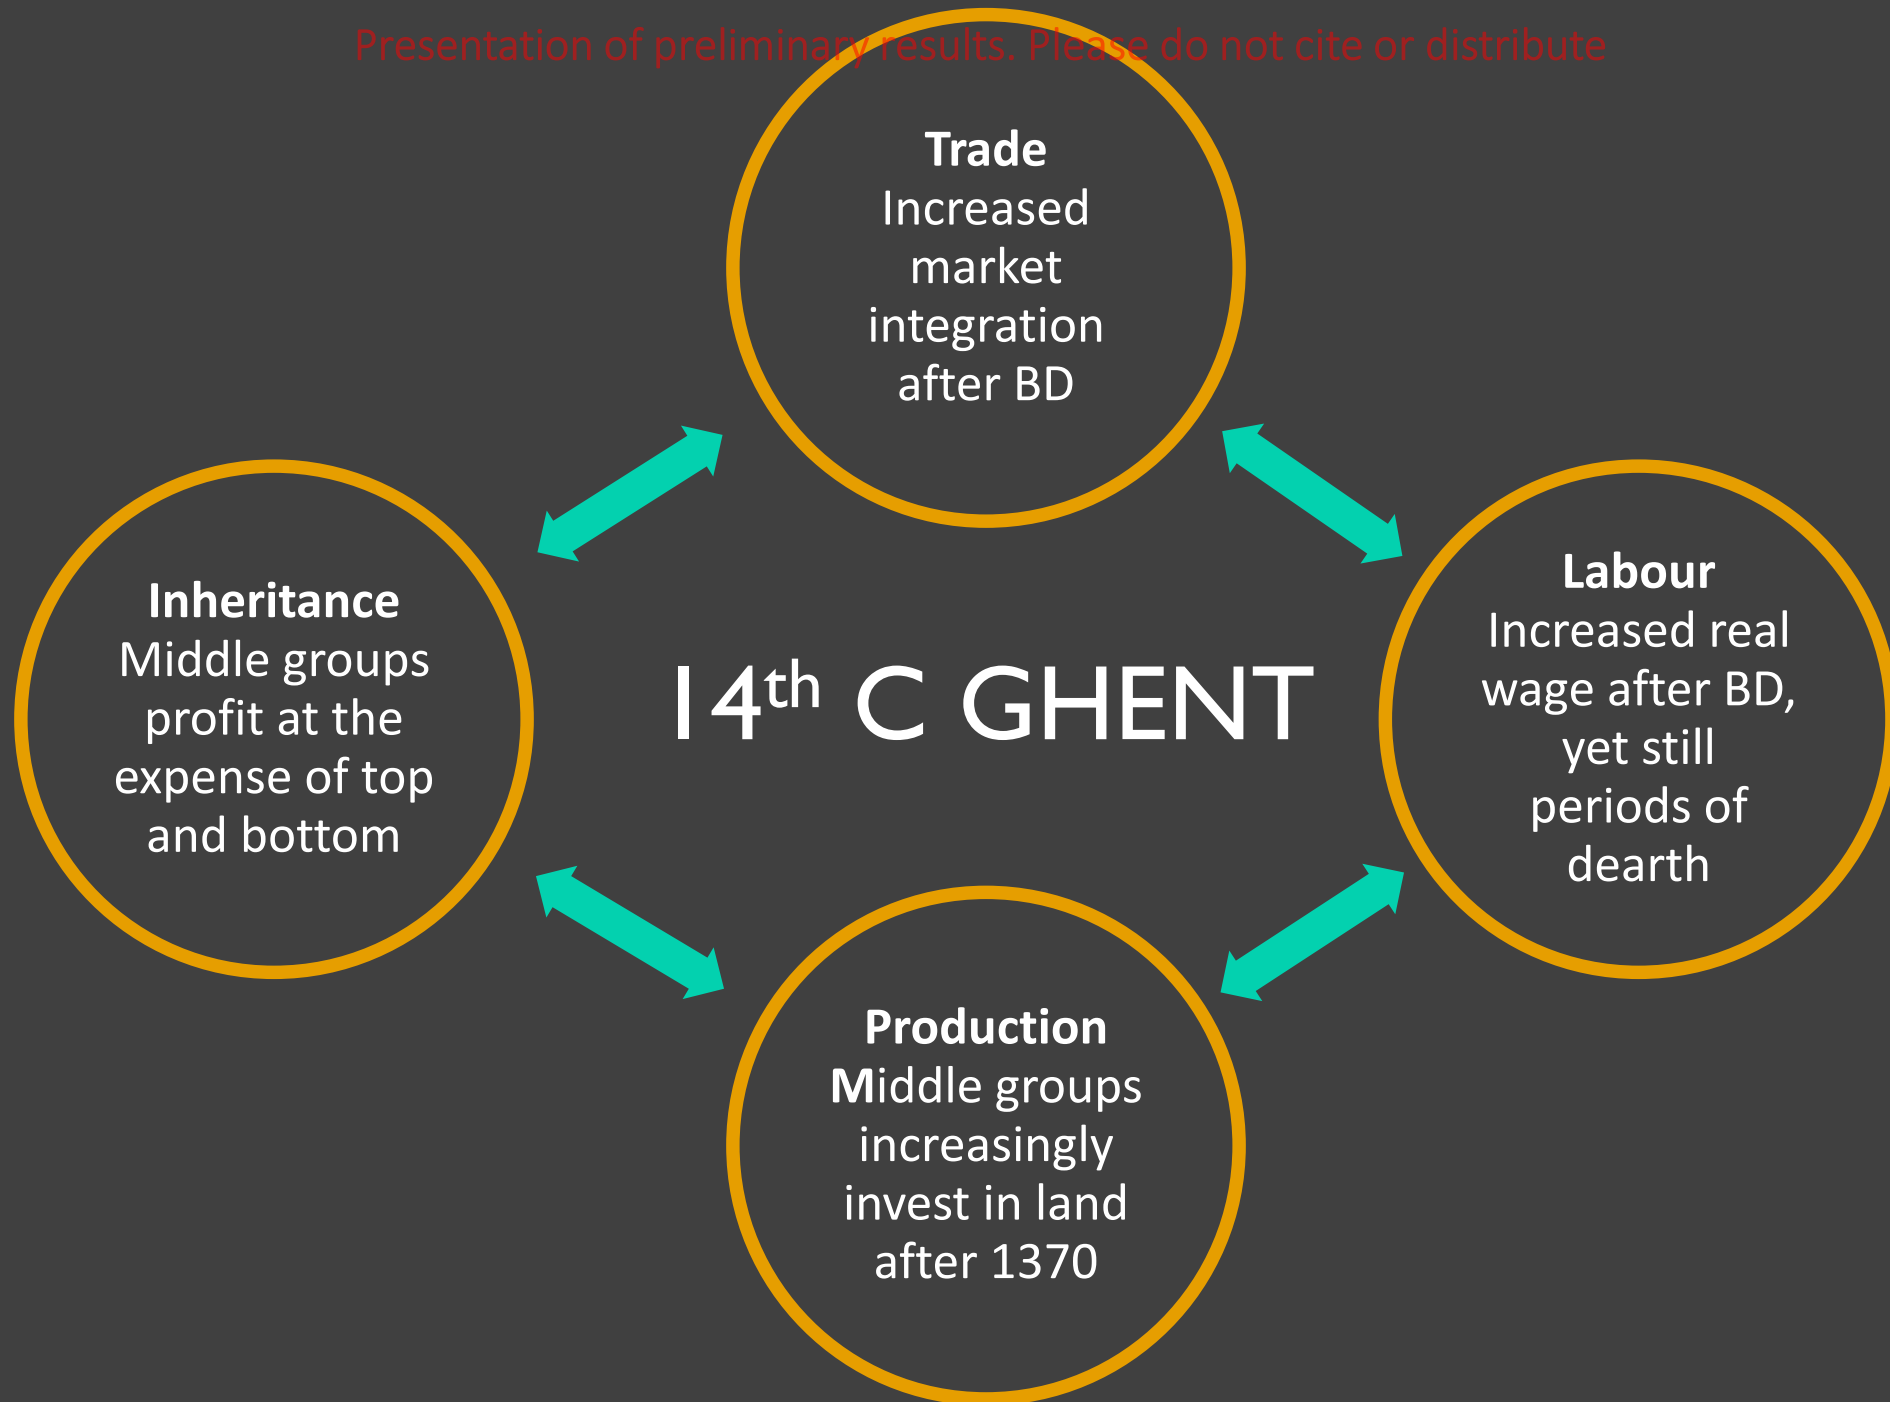 Presentation of preliminary results. Please do not cite or distribute
Trade
Increased
market
integration
after BD
Inheritance
Middle groups
profit at the
expense of top
and bottom
14th C GHENT
Labour
Increased real
wage after BD,
yet still
periods of
dearth
Production
Middle groups
increasingly
invest in land
after 1370